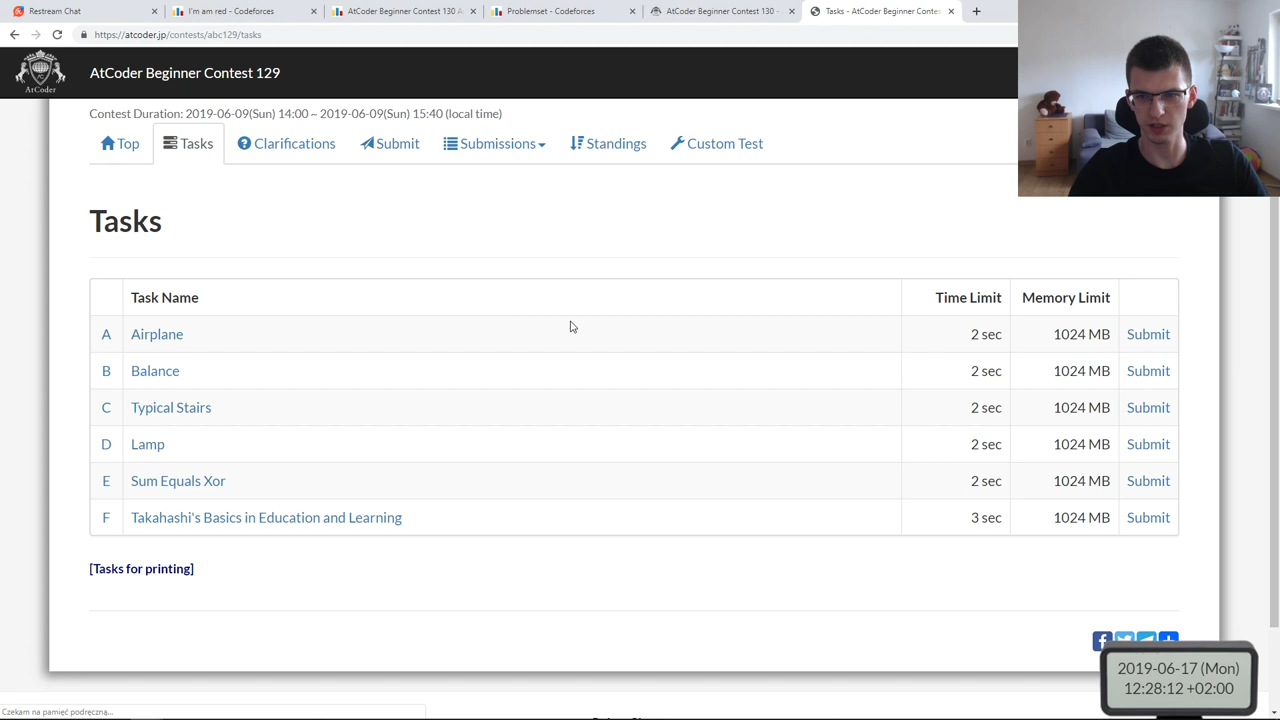 Restream Chat
I'm am red - Codeforces
AtCoder Beginner Contest 130 A
Problemset - Codeforces
AtCoder Beginner Contest 130 -
Tasks - AtCoder Beginner Contes
https://atcoder.jp/contests/abc129/tasks
AtCoder
AtCoder Beginner Contest 129
Contest Duration: 2019-06-09(Sun) 14:00 ~ 2019-06-09(Sun) 15:40 (local time)
Top
Tasks
Clarifications
Submit
Submissions
Standings
Custom Test
Tasks
Task Name Time Limit Memory Limit
A Airplane 2 sec 1024 MB Submit
B Balance 2 sec 1024 MB Submit
C Typical Stairs 2 sec 1024 MB Submit
D Lamp 2 sec 1024 MB Submit
E Sum Equals Xor 2 sec 1024 MB Submit
F Takahashi's Basics in Education and Learning 3 sec 1024 MB Submit
[Tasks for printing]
2019-06-17 (Mon)
12:28:12 +02:00
Czekam na pamięć podręczną...